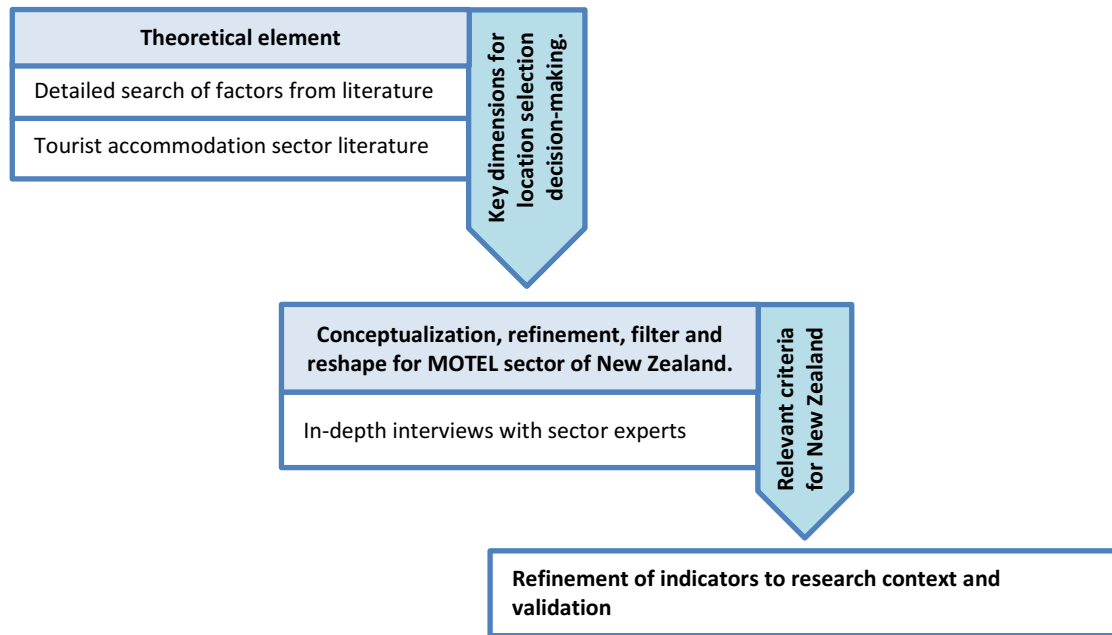 Theoretical element
Detailed search of factors from literature
Tourist accommodation sector literature
Key dimensions for
location selection
decision-making.
Conceptualization, refinement, filter and
reshape for MOTEL sector of New Zealand.
In-depth interviews with sector experts
Relevant criteria
for New Zealand
Refinement of indicators to research context and
validation